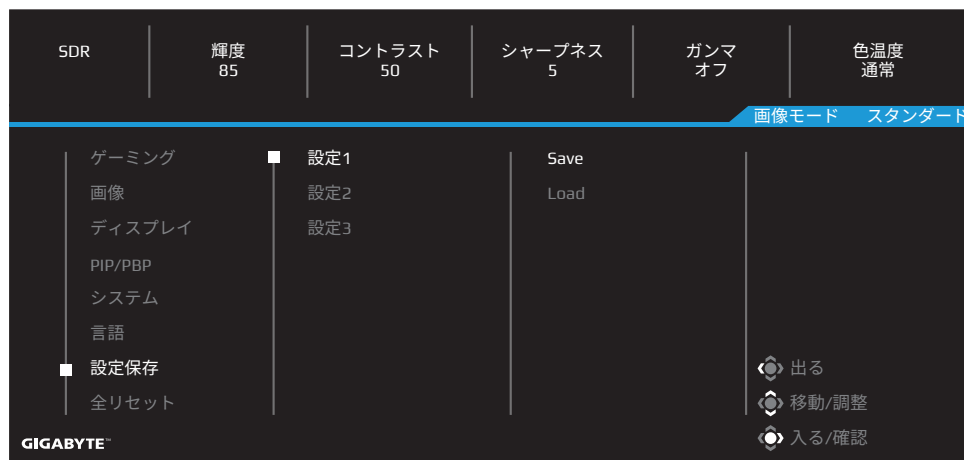 SDR
輝度
85
コントラスト
50
シャープネス
5
ガンマ
オフ
色温度
通常
画像モード スタンダード
ゲーミング
画像
ディスプレイ
PIP/PBP
システム
言語
設定保存
全リセット
設定1
設定2
設定3
Save
Load
出る
移動/調整
入る/確認
GIGABYTE™